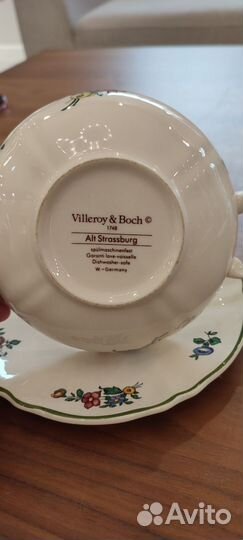 Villeroy & Boch ©
1748
Alt Strassburg
spülmaschinenfest
Garanti lave-vaisselle
Dishwasher-safe
W.-Germany
Avito